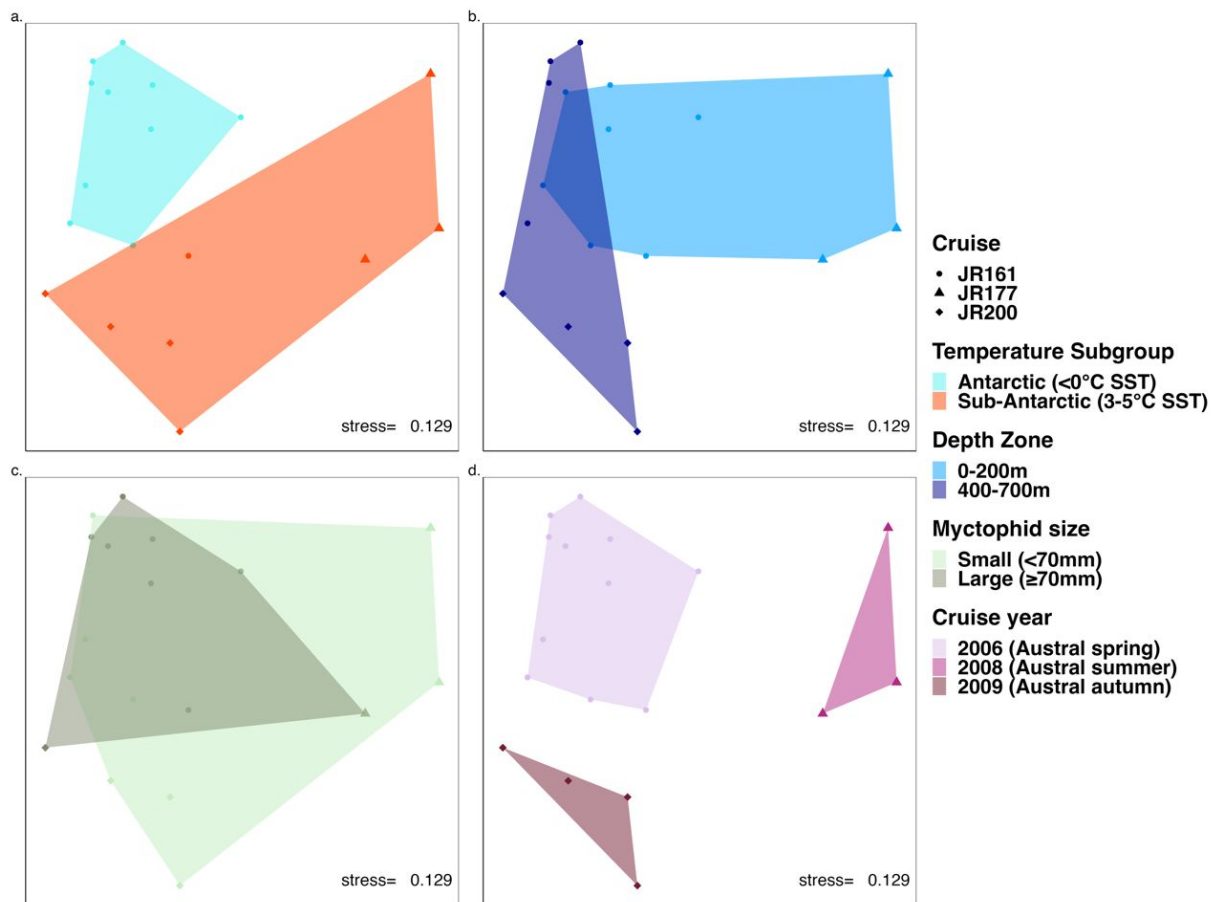 a.
b.
stress= 0.129
stress= 0.129
c.
d.
stress= 0.129
stress= 0.129
Cruise
JR161
JR177
JR200
Temperature Subgroup
Antarctic (<0°C SST)
Sub-Antarctic (3-5°C SST)
Depth Zone
0-200m
400-700m
Myctophid size
Small (<70mm)
Large (≥70mm)
Cruise year
2006 (Austral spring)
2008 (Austral summer)
2009 (Austral autumn)